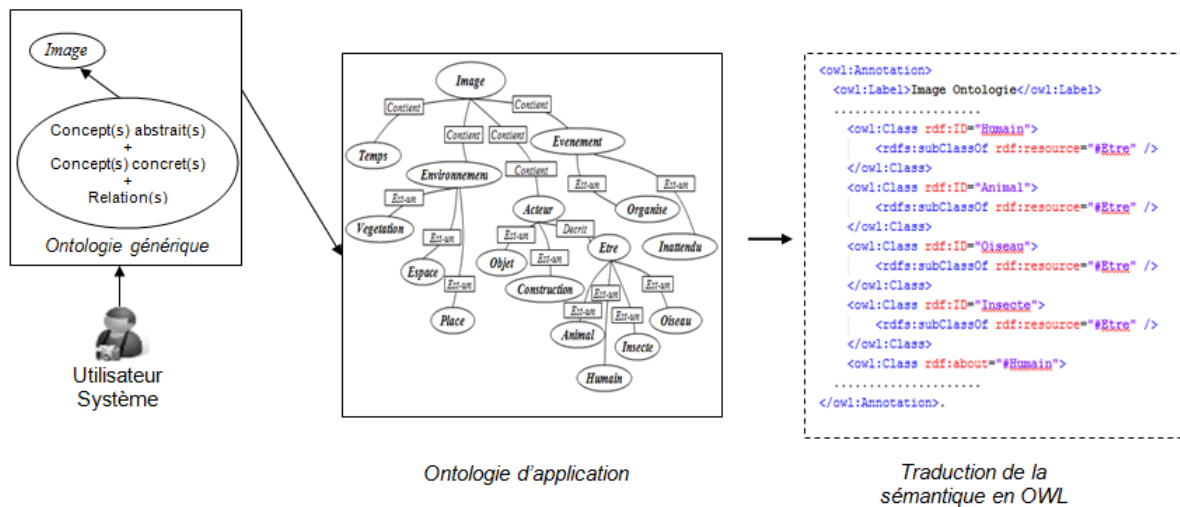 Image
Concept(s) abstrait(s)
+
Concept(s) concret(s)
+
Relation(s)
Ontologie générique
Utilisateur
Système
Image
Contient
Contient
Contient
Contient
Temps
Evenement
Environnement
Contient
Est-un
Est-un
Est-un
Acteur
Organise
Vegetation
Est-un
Decrit
Est-un
Etre
Inattendu
Est-un
Objet
Espace
Est-un
Est-un
Construction
Est-un
Est-un
Place
Est-un
Est-un
Oiseau
Animal
Insecte
Humain
Ontologie d'application
<owl:Annotation>
<owl:Label>Image Ontologie</owl:Label>
......................
<owl:Class rdf:ID="Humain">
<rdfs:subClassOf rdf:resource="#Etre" />
</owl:Class>
<owl:Class rdf:ID="Animal">
<rdfs:subClassOf rdf:resource="#Etre" />
</owl:Class>
<owl:Class rdf:ID="Oiseau">
<rdfs:subClassOf rdf:resource="#Etre" />
</owl:Class>
<owl:Class rdf:ID="Insecte">
<rdfs:subClassOf rdf:resource="#Etre" />
</owl:Class>
<owl:Class rdf:about="#Humain">
......................
</owl:Annotation>.
Traduction de la
sémantique en OWL